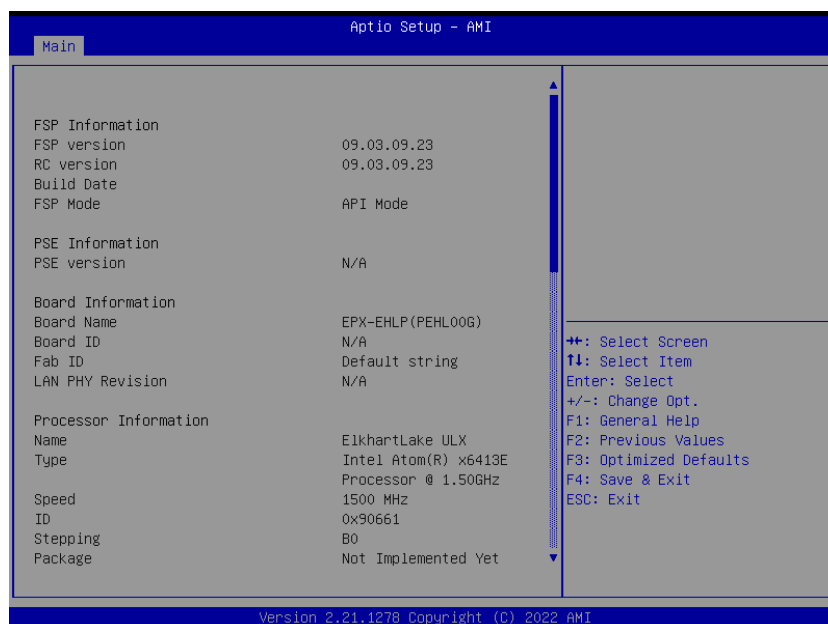 Aptio Setup – AMI
Main
FSP Information
FSP version 09.03.09.23
RC version 09.03.09.23
Build Date
FSP Mode API Mode
PSE Information
PSE version N/A
Board Information
Board Name EPX-EHLP(PEHL00G)
Board ID N/A
Fab ID Default string
LAN PHY Revision N/A
Processor Information
Name ElkhartLake ULX
Type Intel Atom(R) x6413E
Processor @ 1.50GHz
Speed 1500 MHz
ID 0x90661
Stepping B0
Package Not Implemented Yet
→←: Select Screen
↑↓: Select Item
Enter: Select
+/-: Change Opt.
F1: General Help
F2: Previous Values
F3: Optimized Defaults
F4: Save & Exit
ESC: Exit
Version 2.21.1278 Copyright (C) 2022 AMI